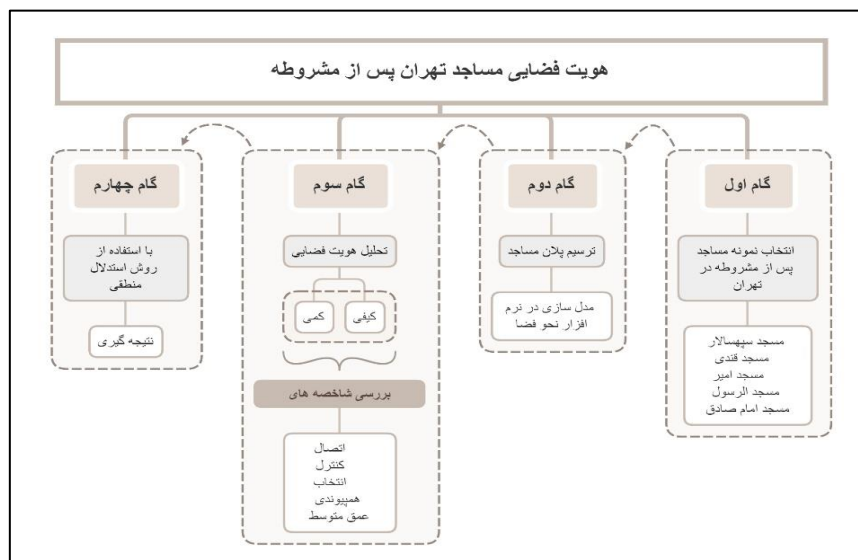 هویت فضایی مساجد تهران پس از مشروطه
گام اول
انتخاب نمونه مساجد
پس از مشروطه در
تهران
مسجد سپهسالار
مسجد قندی
مسجد امیر
مسجد الرسول
مسجد امام صادق
گام دوم
ترسیم پلان مساجد
مدل سازی در نرم
افزار نحو فضا
گام سوم
تحلیل هویت فضایی
کیفی
کمی
بررسی شاخصه های
اتصال
کنترل
انتخاب
همپیوندی
عمق متوسط
گام چهارم
با استفاده از
روش استدلال
منطقی
نتیجه گیری